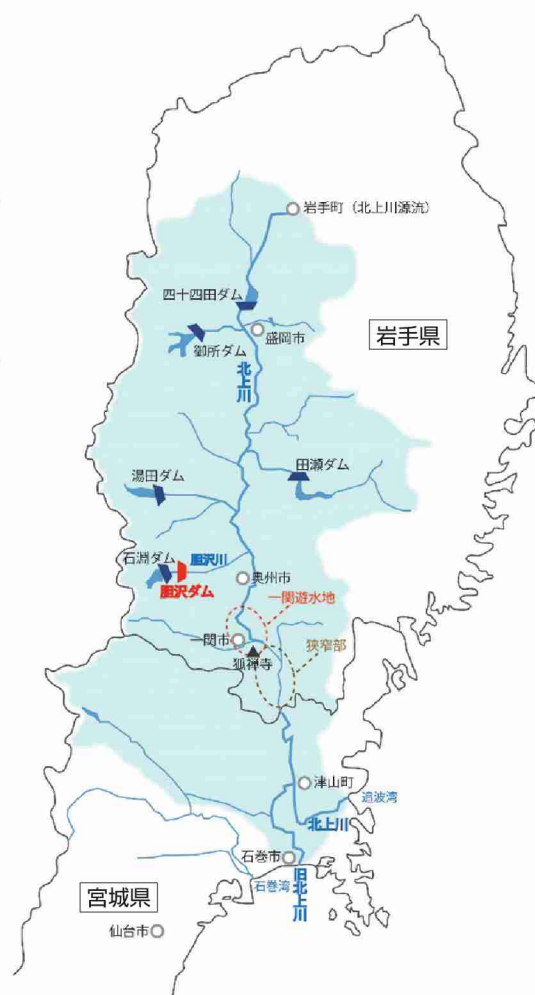 岩手町（北上川源流）
四十四田ダム
盛岡市
岩手県
御所ダム
北上川
田瀬ダム
湯田ダム
石淵ダム
胆沢川
胆沢ダム
奥州市
一関遊水地
一関市
狭窄部
狐禅寺
津山町
追波湾
北上川
石巻市
旧北上川
石巻湾
宮城県
仙台市